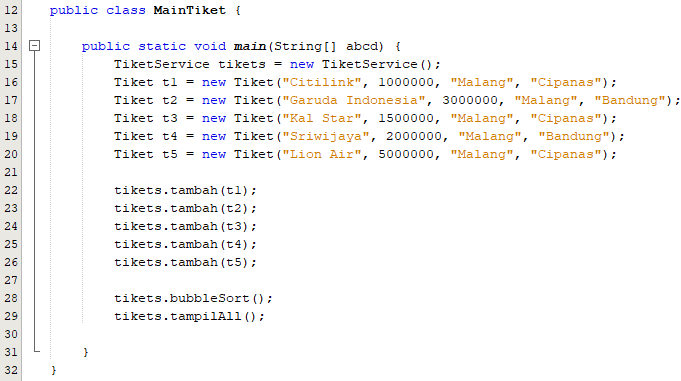 12 public class MainTiket {
13
14 public static void main(String[] abcd) {
15 TiketService tikets = new TiketService();
16 Tiket t1 = new Tiket("Citilink", 1000000, "Malang", "Cipanas");
17 Tiket t2 = new Tiket("Garuda Indonesia", 3000000, "Malang", "Bandung");
18 Tiket t3 = new Tiket("Kal Star", 1500000, "Malang", "Cipanas");
19 Tiket t4 = new Tiket("Sriwijaya", 2000000, "Malang", "Bandung");
20 Tiket t5 = new Tiket("Lion Air", 5000000, "Malang", "Cipanas");
21
22 tikets.tambah(t1);
23 tikets.tambah(t2);
24 tikets.tambah(t3);
25 tikets.tambah(t4);
26 tikets.tambah(t5);
27
28 tikets.bubbleSort();
29 tikets.tampilAll();
30
31 }
32 }